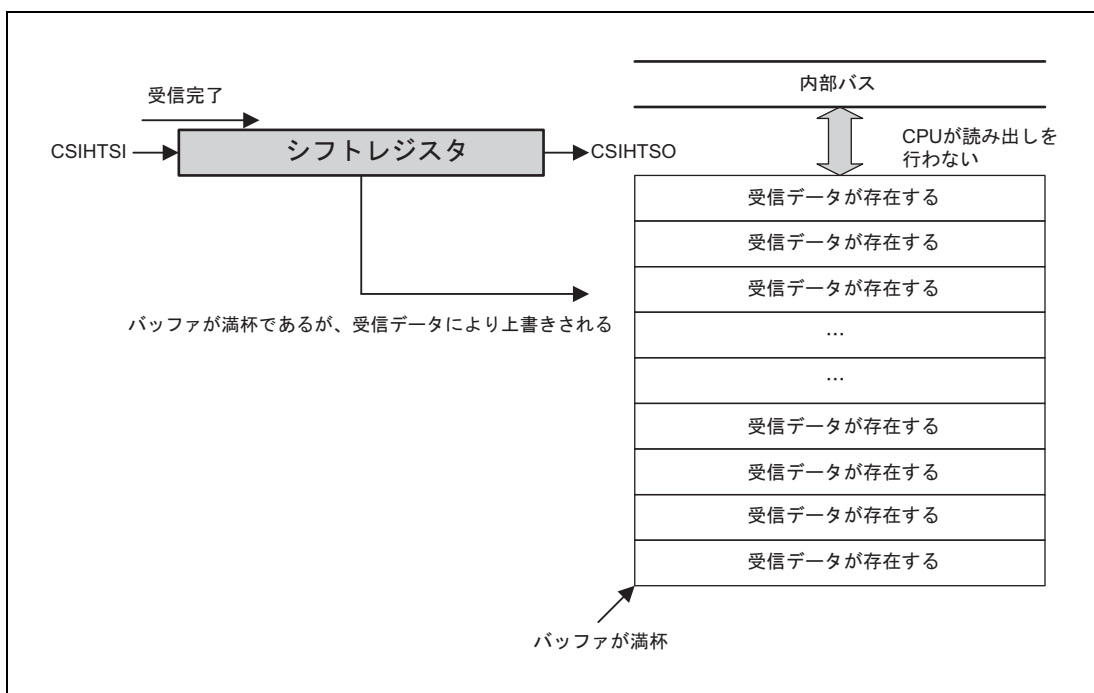 内部バス
受信完了
CSIHTSI
シフトレジスタ
CSIHTSO
CPUが読み出しを
行わない
受信データが存在する
受信データが存在する
受信データが存在する
バッファが満杯であるが、受信データにより上書きされる
…
…
受信データが存在する
受信データが存在する
受信データが存在する
受信データが存在する
バッファが満杯